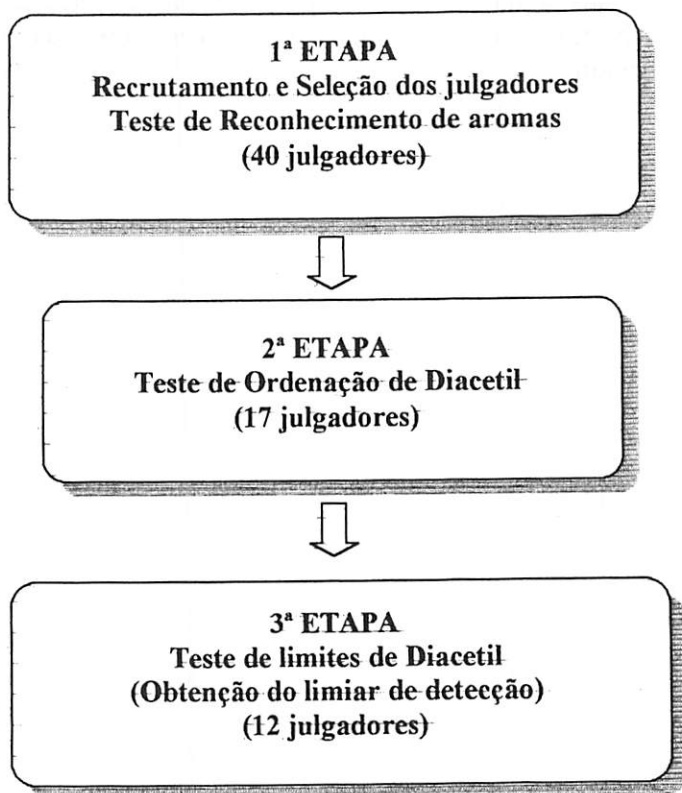 1ª ETAPA
Recrutamento e Seleção dos julgadores
Teste de Reconhecimento de aromas
(40 julgadores)
2ª ETAPA
Teste de Ordenação de Diacetil
(17 julgadores)
3ª ETAPA
Teste de limites de Diacetil
(Obtenção do limiar de detecção)
(12 julgadores)